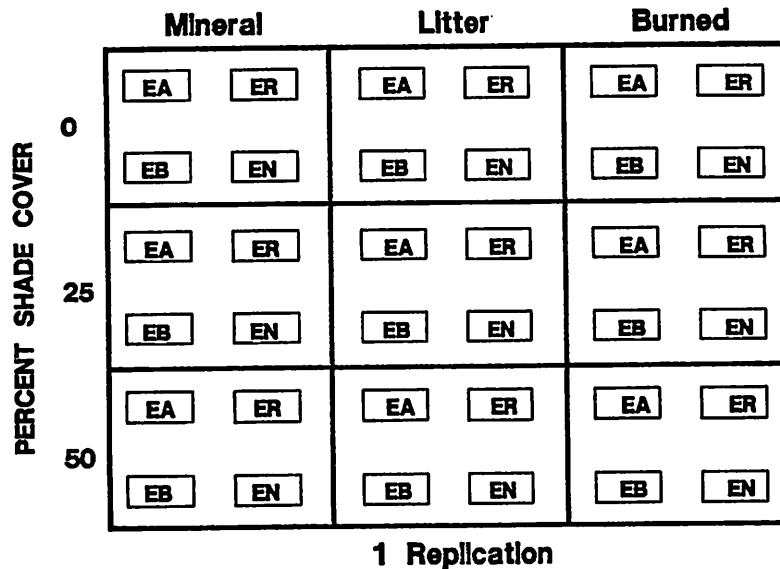 Mineral Litter Burned
PERCENT SHADE COVER
0
EA ER EA ER EA ER
EB EN EB EN EB EN
25
EA ER EA ER EA ER
EB EN EB EN EB EN
50
EA ER EA ER EA ER
EB EN EB EN EB EN
1 Replication